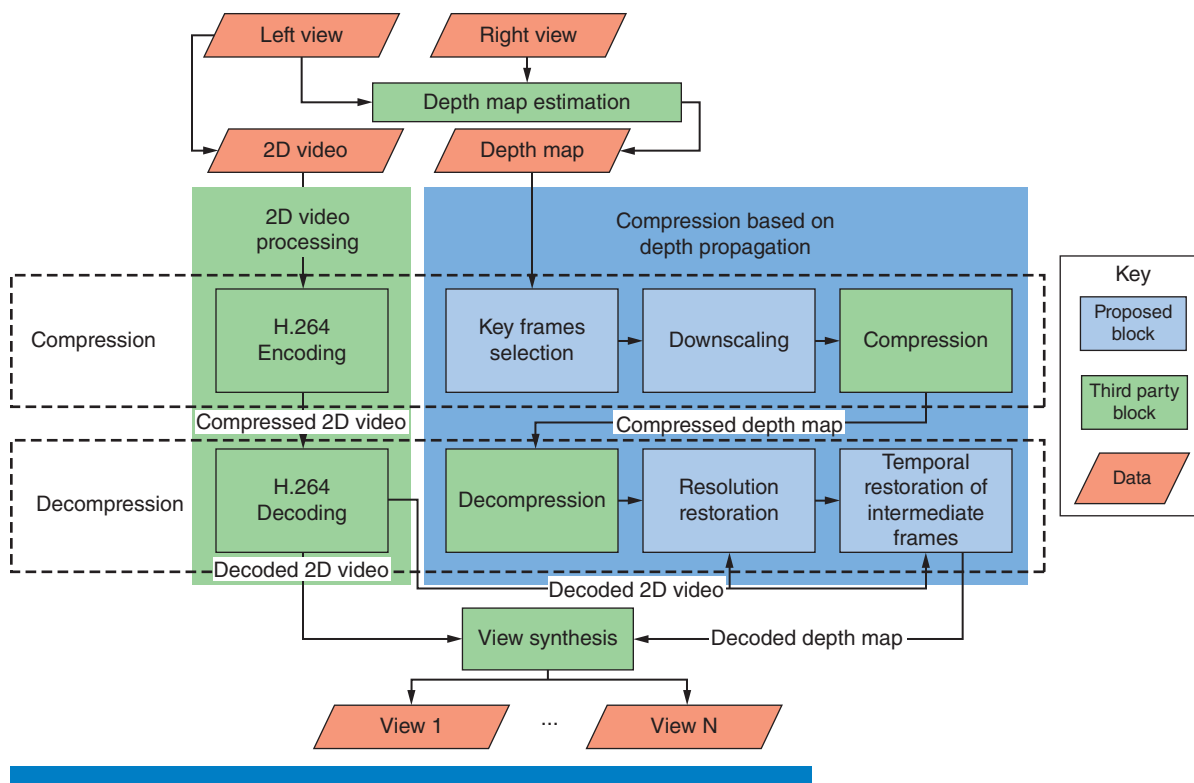 Left view
Right view
Depth map estimation
2D video
Depth map
2D video
processing
Compression based on
depth propagation
Compression
H.264
Encoding
Key frames
selection
Downscaling
Compression
Compressed 2D video
Compressed depth map
Decompression
H.264
Decoding
Decompression
Resolution
restoration
Temporal
restoration of
intermediate
frames
Decoded 2D video
Decoded 2D video
View synthesis
Decoded depth map
View 1
...
View N
Key
Proposed
block
Third party
block
Data